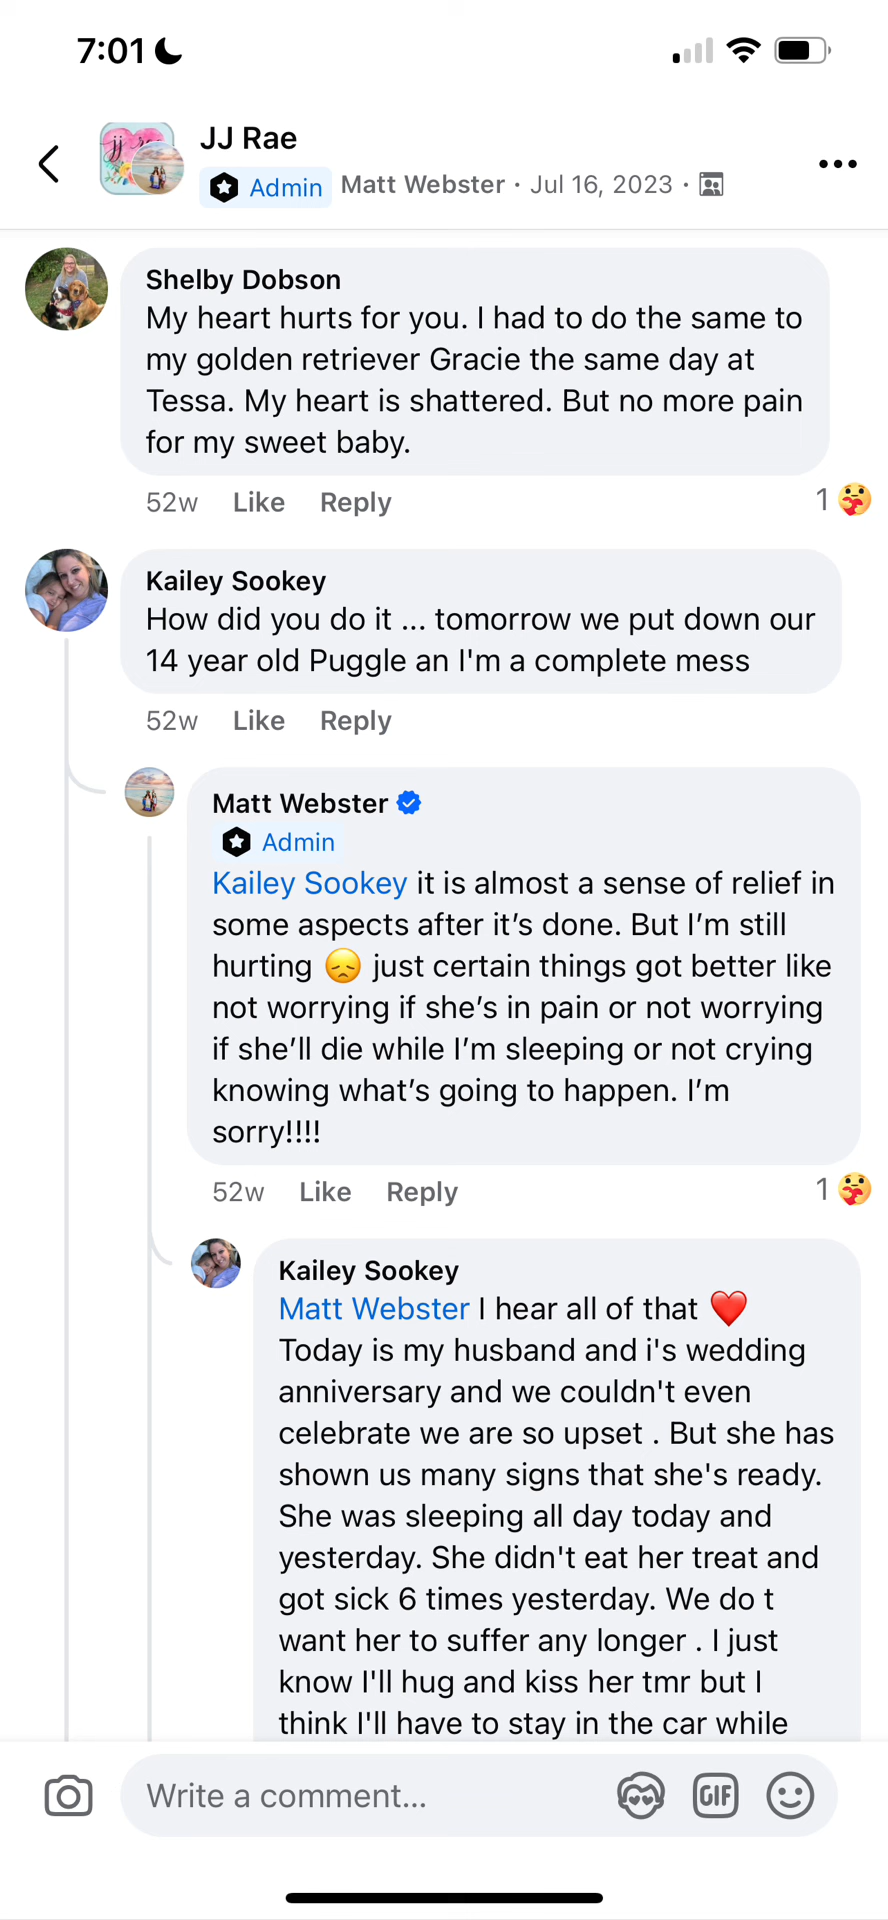 7:01
JJ Rae
Admin Matt Webster · Jul 16, 2023 ·
Shelby Dobson
My heart hurts for you. I had to do the same to
my golden retriever Gracie the same day at
Tessa. My heart is shattered. But no more pain
for my sweet baby.
52w Like Reply 1
Kailey Sookey
How did you do it ... tomorrow we put down our
14 year old Puggle an I'm a complete mess
52w Like Reply
Matt Webster
Admin
Kailey Sookey it is almost a sense of relief in
some aspects after it’s done. But I’m still
hurting 😞 just certain things got better like
not worrying if she’s in pain or not worrying
if she’ll die while I’m sleeping or not crying
knowing what’s going to happen. I’m
sorry!!!!
52w Like Reply 1
Kailey Sookey
Matt Webster I hear all of that ❤️
Today is my husband and i's wedding
anniversary and we couldn't even
celebrate we are so upset . But she has
shown us many signs that she's ready.
She was sleeping all day today and
yesterday. She didn't eat her treat and
got sick 6 times yesterday. We do t
want her to suffer any longer . I just
know I'll hug and kiss her tmr but I
think I'll have to stay in the car while
Write a comment...
GIF